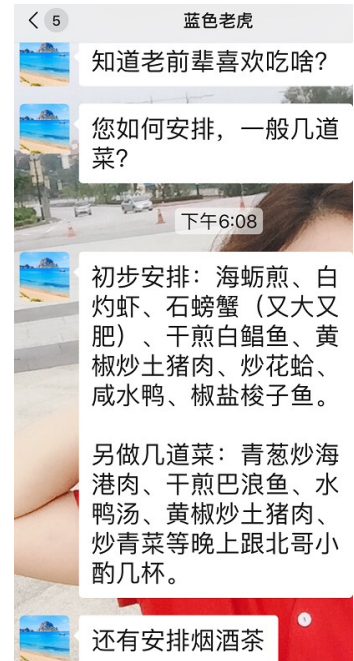 5
蓝色老虎
知道老前辈喜欢吃啥?
您如何安排，一般几道
菜?
下午6:08
初步安排：海蛎煎、白
灼虾、石螃蟹（又大又
肥）、干煎白鲳鱼、黄
椒炒土猪肉、炒花蛤、
咸水鸭、椒盐梭子鱼。
另做几道菜：青葱炒海
港肉、干煎巴浪鱼、水
鸭汤、黄椒炒土猪肉、
炒青菜等晚上跟北哥小
酌几杯。
还有安排烟酒茶